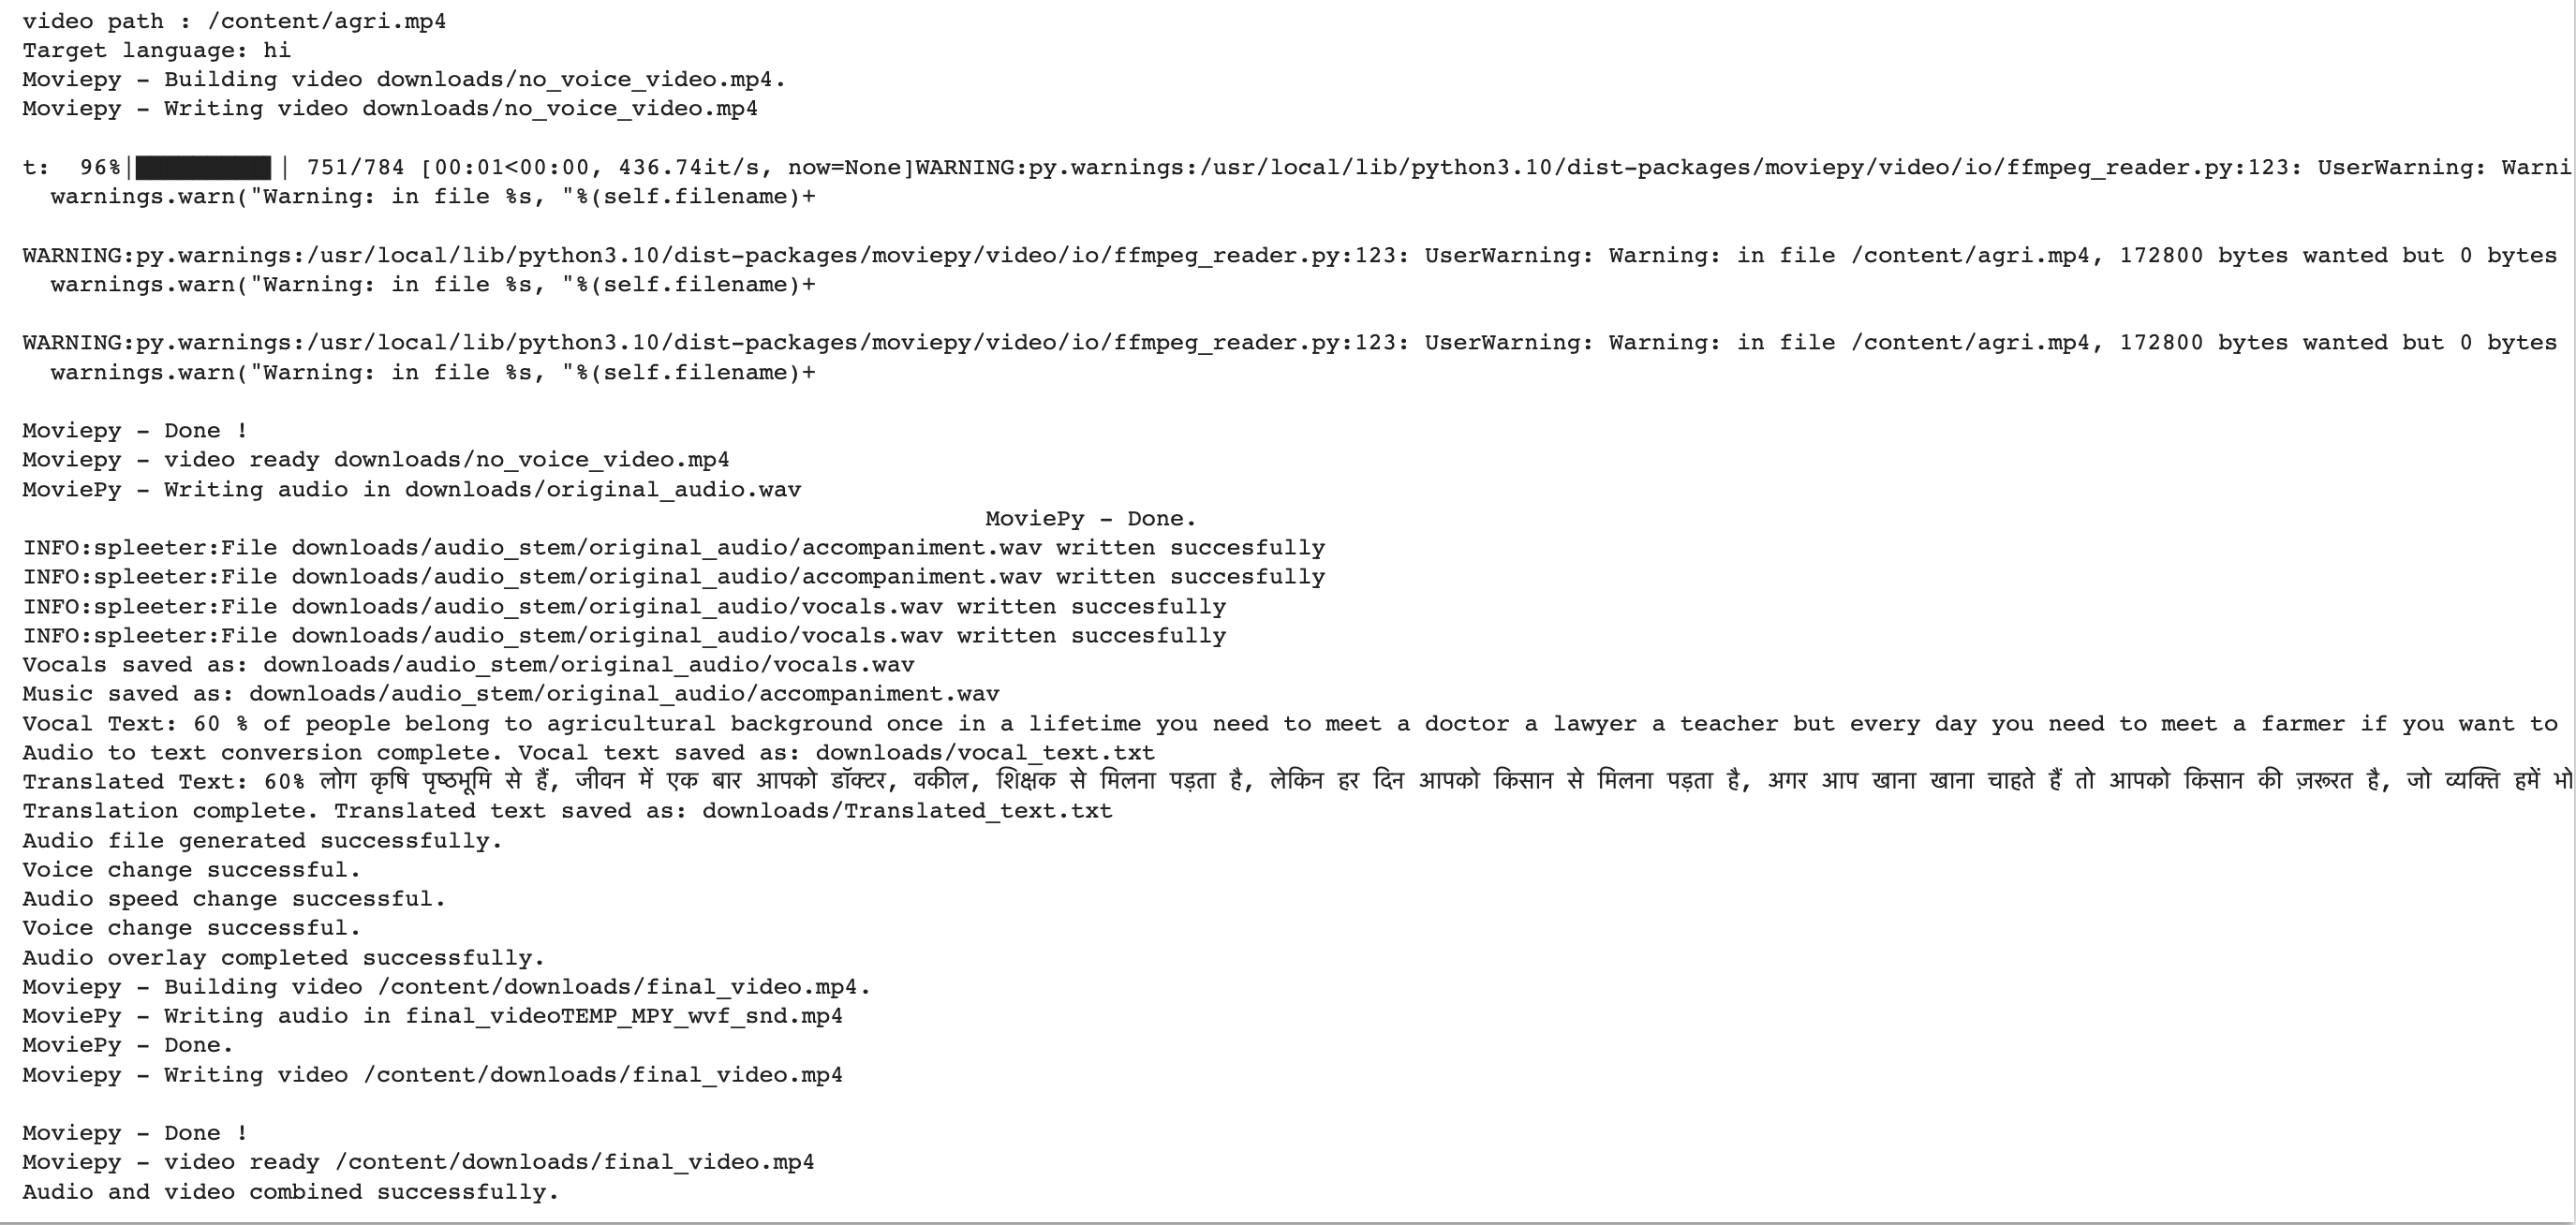 video path : /content/agri.mp4
Target language: hi
Moviepy - Building video downloads/no_voice_video.mp4.
Moviepy - Writing video downloads/no_voice_video.mp4
t:  96%|██████████| 751/784 [00:01<00:00, 436.74it/s, now=None]WARNING:py.warnings:/usr/local/lib/python3.10/dist-packages/moviepy/video/io/ffmpeg_reader.py:123: UserWarning: Warni
warnings.warn("Warning: in file %s, "%(self.filename)+
WARNING:py.warnings:/usr/local/lib/python3.10/dist-packages/moviepy/video/io/ffmpeg_reader.py:123: UserWarning: Warning: in file /content/agri.mp4, 172800 bytes wanted but 0 bytes
warnings.warn("Warning: in file %s, "%(self.filename)+
WARNING:py.warnings:/usr/local/lib/python3.10/dist-packages/moviepy/video/io/ffmpeg_reader.py:123: UserWarning: Warning: in file /content/agri.mp4, 172800 bytes wanted but 0 bytes
warnings.warn("Warning: in file %s, "%(self.filename)+
Moviepy - Done !
Moviepy - video ready downloads/no_voice_video.mp4
MoviePy - Writing audio in downloads/original_audio.wav
MoviePy - Done.
INFO:spleeter:File downloads/audio_stem/original_audio/accompaniment.wav written succesfully
INFO:spleeter:File downloads/audio_stem/original_audio/accompaniment.wav written succesfully
INFO:spleeter:File downloads/audio_stem/original_audio/vocals.wav written succesfully
INFO:spleeter:File downloads/audio_stem/original_audio/vocals.wav written succesfully
Vocals saved as: downloads/audio_stem/original_audio/vocals.wav
Music saved as: downloads/audio_stem/original_audio/accompaniment.wav
Vocal Text: 60 % of people belong to agricultural background once in a lifetime you need to meet a doctor a lawyer a teacher but every day you need to meet a farmer if you want to
Audio to text conversion complete. Vocal text saved as: downloads/vocal_text.txt
Translated Text: 60% लोग कृषि पृष्ठभूमि से हैं, जीवन में एक बार आपको डॉक्टर, वकील, शिक्षक से मिलना पड़ता है, लेकिन हर दिन आपको किसान से मिलना पड़ता है, अगर आप खाना खाना चाहते हैं तो आपको किसान की ज़रूरत है, जो व्यक्ति हमें भो
Translation complete. Translated text saved as: downloads/Translated_text.txt
Audio file generated successfully.
Voice change successful.
Audio speed change successful.
Voice change successful.
Audio overlay completed successfully.
Moviepy - Building video /content/downloads/final_video.mp4.
MoviePy - Writing audio in final_videoTEMP_MPY_wvf_snd.mp4
MoviePy - Done.
Moviepy - Writing video /content/downloads/final_video.mp4
Moviepy - Done !
Moviepy - video ready /content/downloads/final_video.mp4
Audio and video combined successfully.